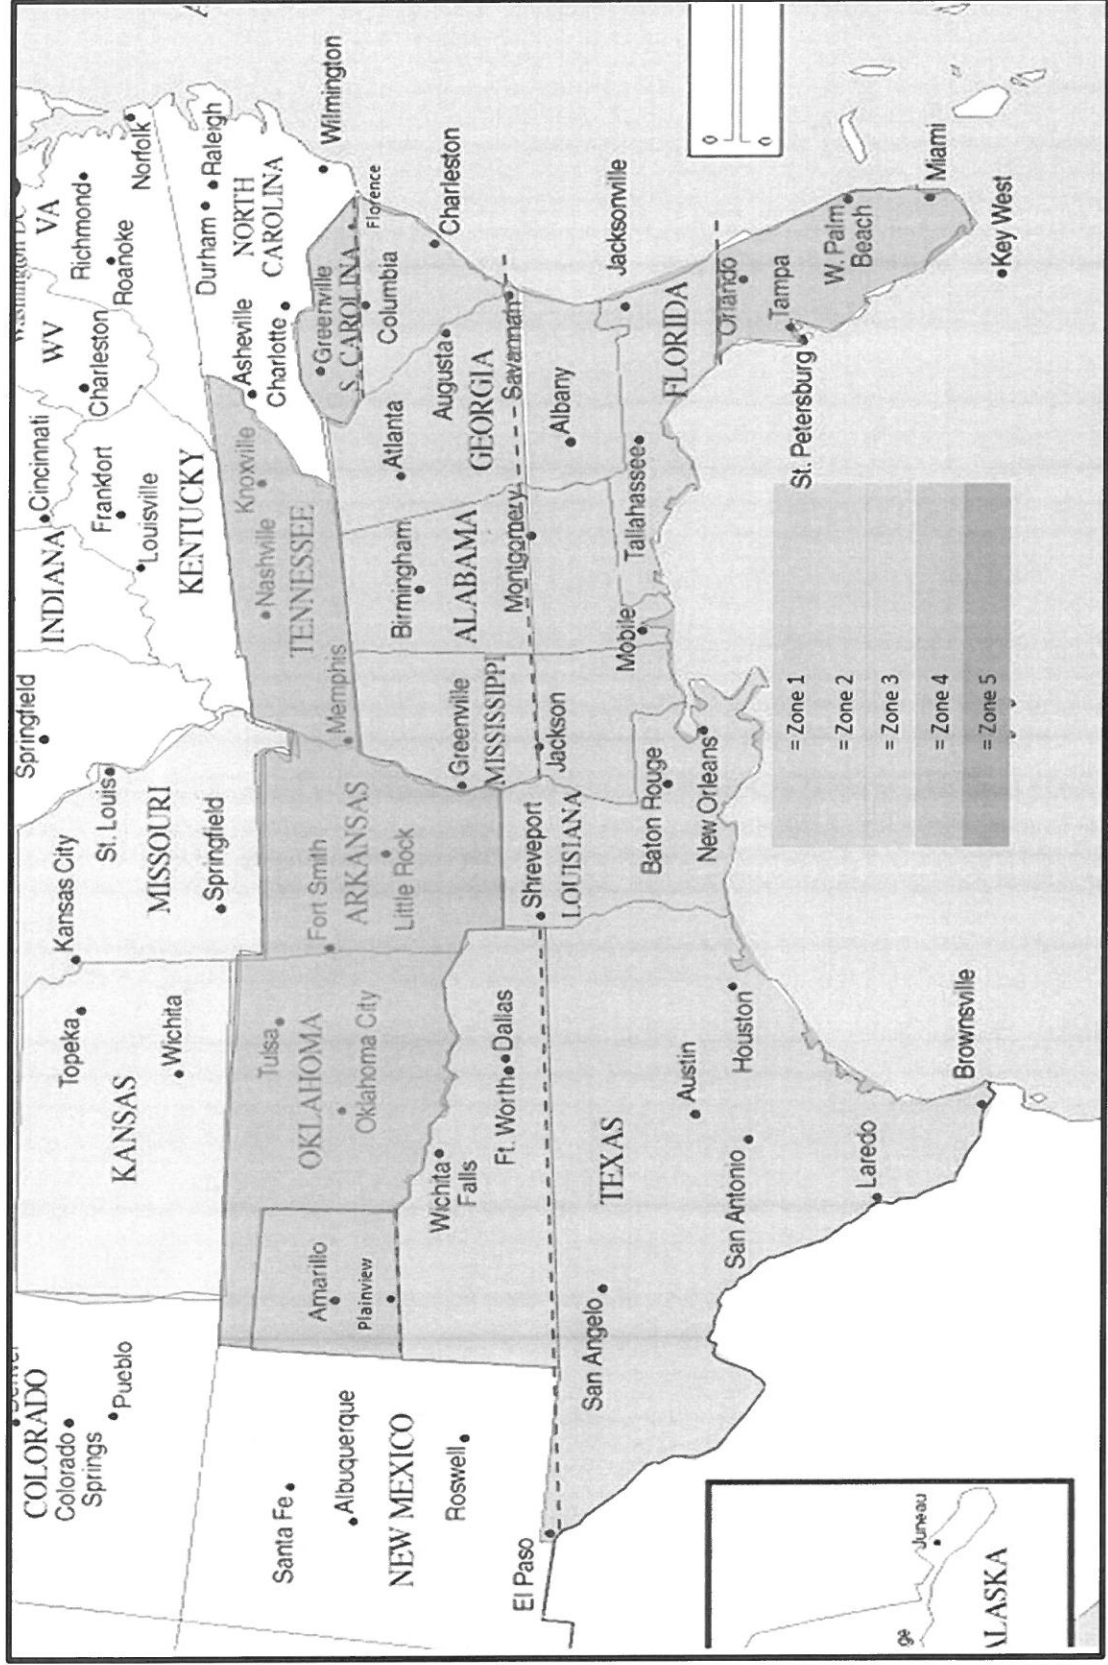 COLORADO
Colorado
Springs
Pueblo
Santa Fe
Albuquerque
NEW MEXICO
Roswell
El Paso
Topeka
Kansas City
KANSAS
Wichita
Springfield
St. Louis
MISSOURI
Springfield
INDIANA
Cincinnati
Frankfort
Louisville
KENTUCKY
WV
Charleston
VA
Richmond
Roanoke
Norfolk
Durham
Raleigh
NORTH
CAROLINA
Asheville
Charlotte
Wilmington
Amarillo
Plainview
Tulsa
OKLAHOMA
Oklahoma City
Fort Smith
ARKANSAS
Little Rock
Memphis
TENNESSEE
Nashville
Knoxville
Greenville
S. CAROLINA
Florence
Columbia
Charleston
Wichita
Falls
Ft. Worth
Dallas
Greenville
MISSISSIPPI
Jackson
Birmingham
ALABAMA
Montgomery
Atlanta
Augusta
GEORGIA
Savannah
Albany
Shreveport
LOUISIANA
Baton Rouge
New Orleans
Mobile
Tallahassee
Jacksonville
FLORIDA
Orlando
Tampa
St. Petersburg
W. Palm
Beach
Miami
Key West
San Angelo
TEXAS
Austin
San Antonio
Houston
Laredo
Brownsville
= Zone 1
= Zone 2
= Zone 3
= Zone 4
= Zone 5
0
0
Juneau
ge
LASKA